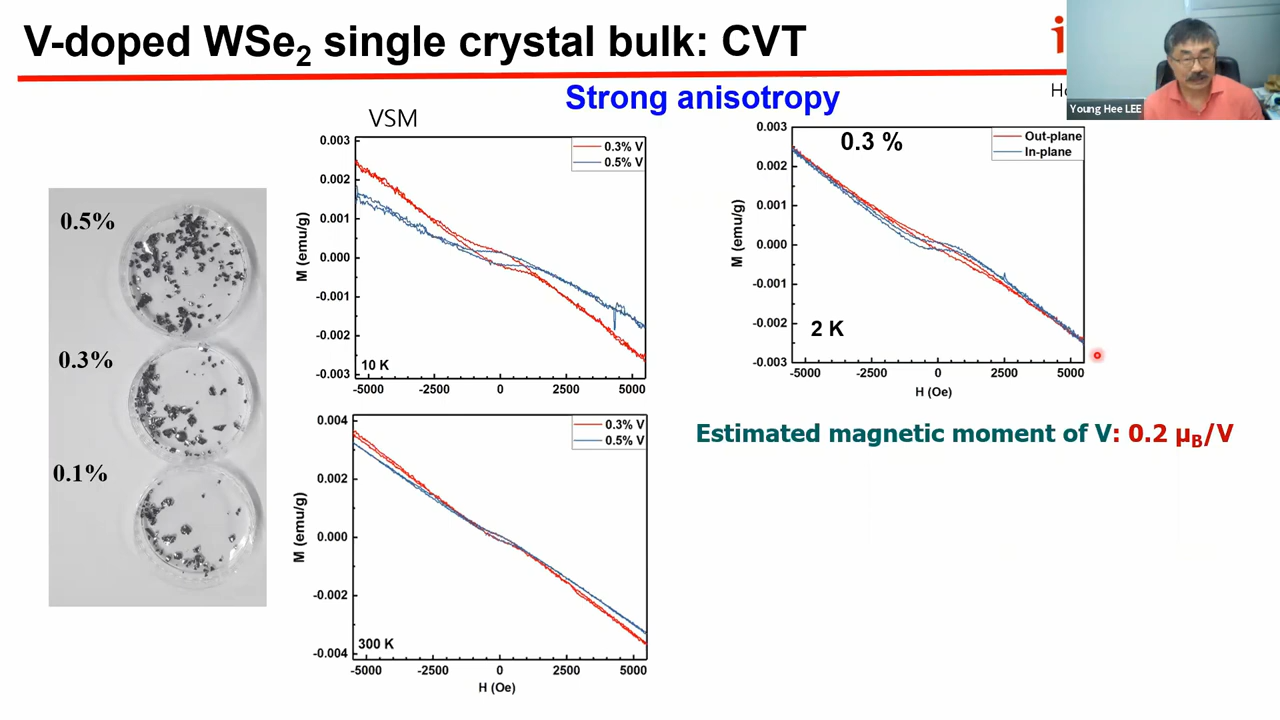 V-doped WSe₂ single crystal bulk: CVT
Strong anisotropy
Young Hee LEE
0.5%
0.3%
0.1%
VSM
0.003
0.002
0.001
0.000
-0.001
-0.002
-0.003
M (emu/g)
0.3% V
0.5% V
10 K
-5000 -2500 0 2500 5000
0.004
0.002
0.000
-0.002
-0.004
M (emu/g)
0.3% V
0.5% V
300 K
-5000 -2500 0 2500 5000
H (Oe)
0.003
0.002
0.001
0.000
-0.001
-0.002
-0.003
M (emu/g)
0.3 %
Out-plane
In-plane
2 K
-5000 -2500 0 2500 5000
H (Oe)
Estimated magnetic moment of V: 0.2 μB/V